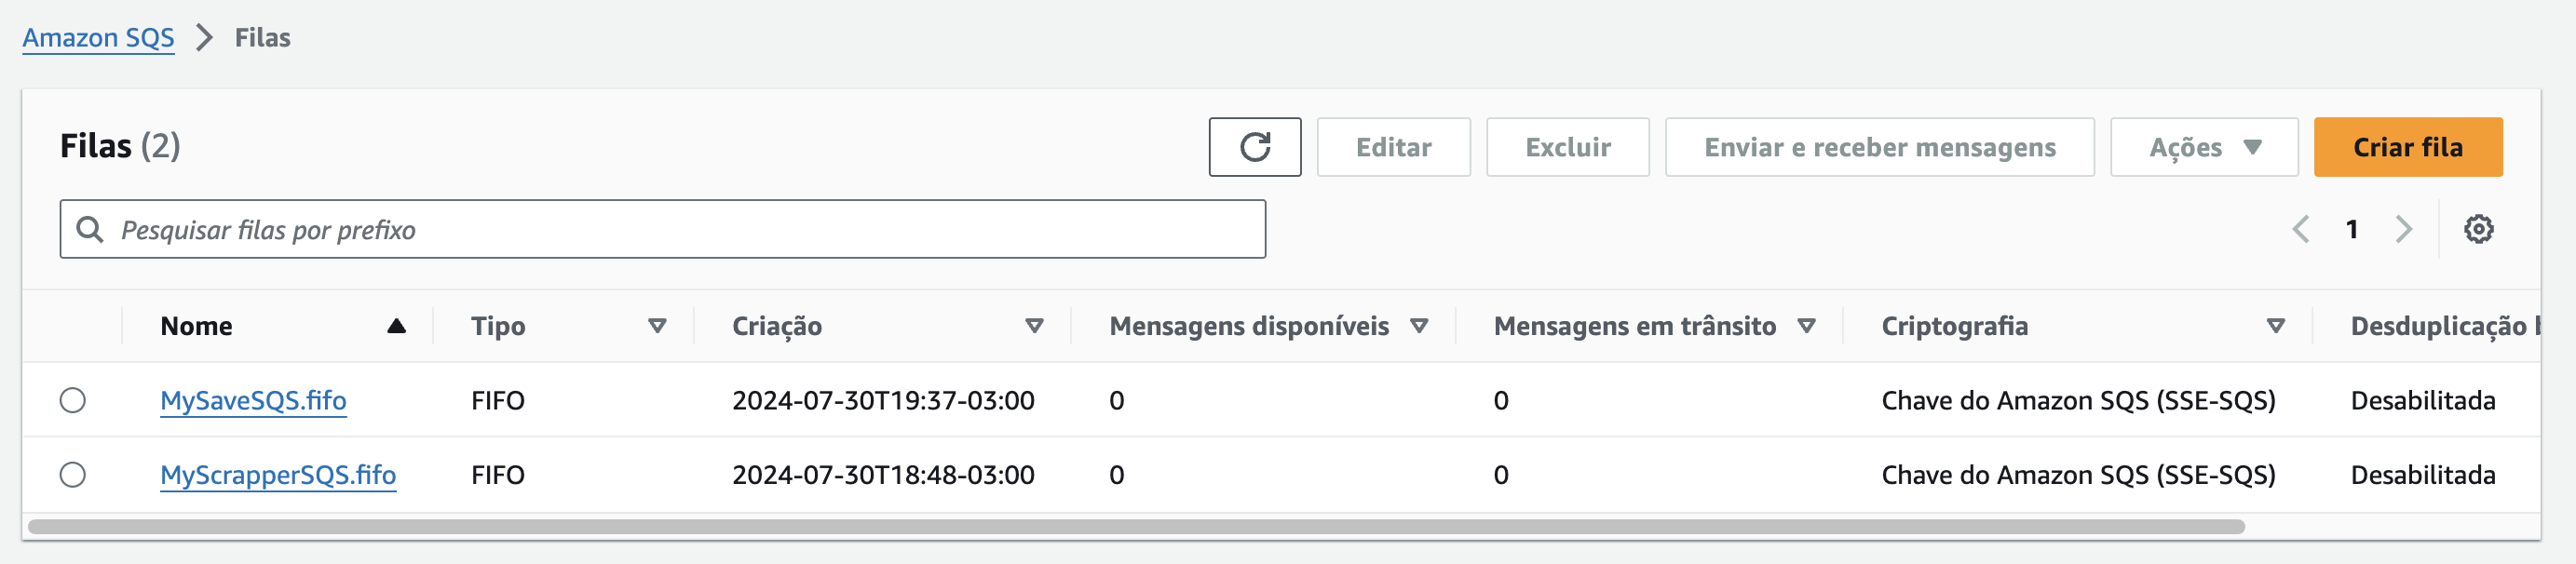 Amazon SQS > Filas
Filas (2)
Editar Excluir Enviar e receber mensagens Ações Criar fila
Pesquisar filas por prefixo
1
Nome Tipo Criação Mensagens disponíveis Mensagens em trânsito Criptografia Desduplicação
MySaveSQS.fifo FIFO 2024-07-30T19:37-03:00 0 0 Chave do Amazon SQS (SSE-SQS) Desabilitada
MyScrapperSQS.fifo FIFO 2024-07-30T18:48-03:00 0 0 Chave do Amazon SQS (SSE-SQS) Desabilitada